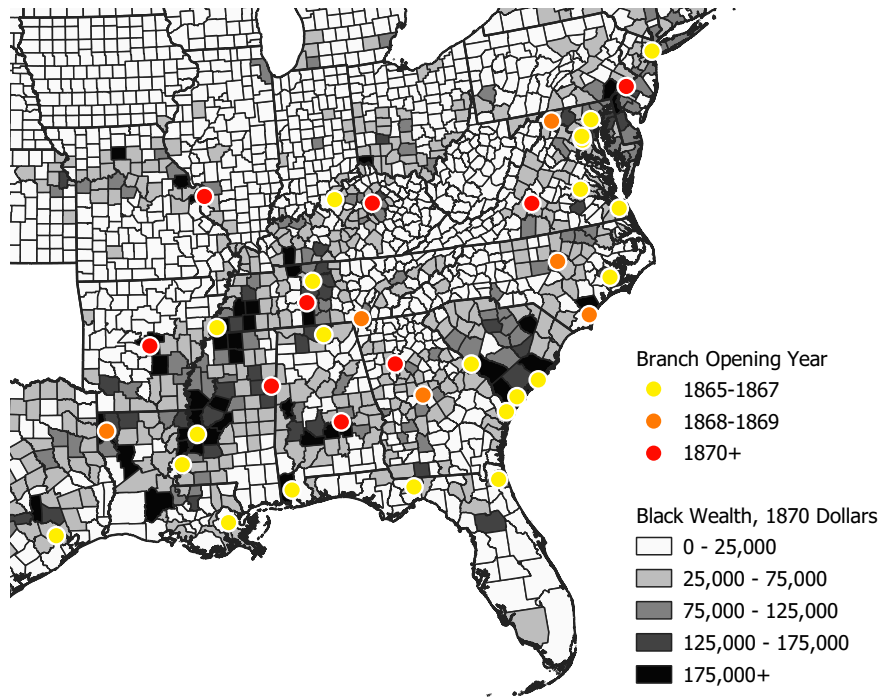 Branch Opening Year
1865-1867
1868-1869
1870+
Black Wealth, 1870 Dollars
0 - 25,000
25,000 - 75,000
75,000 - 125,000
125,000 - 175,000
175,000+